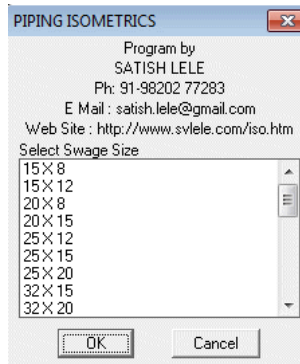 PIPING ISOMETRICS
Program by
SATISH LELE
Ph: 91-98202 77283
E Mail : satish.lele@gmail.com
Web Site : http://www.svlele.com/iso.htm
Select Swage Size
15 X 8
15 X 12
20 X 8
20 X 15
25 X 12
25 X 15
25 X 20
32 X 15
32 X 20
OK
Cancel